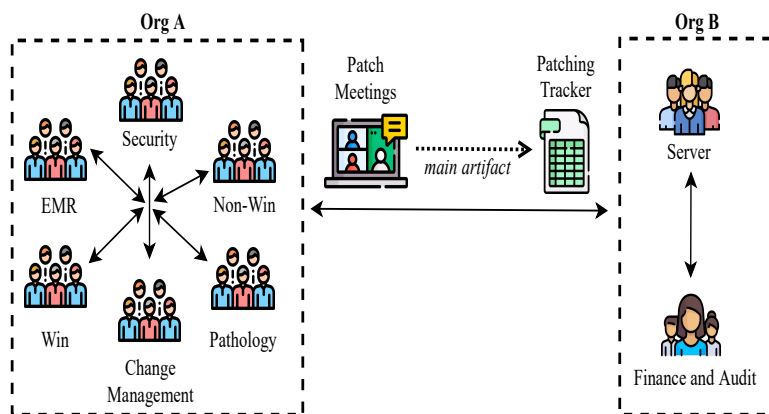 Org A
Org B
Security
EMR
Non-Win
Win
Change
Management
Pathology
Patch
Meetings
main artifact
Patching
Tracker
Server
Finance and Audit